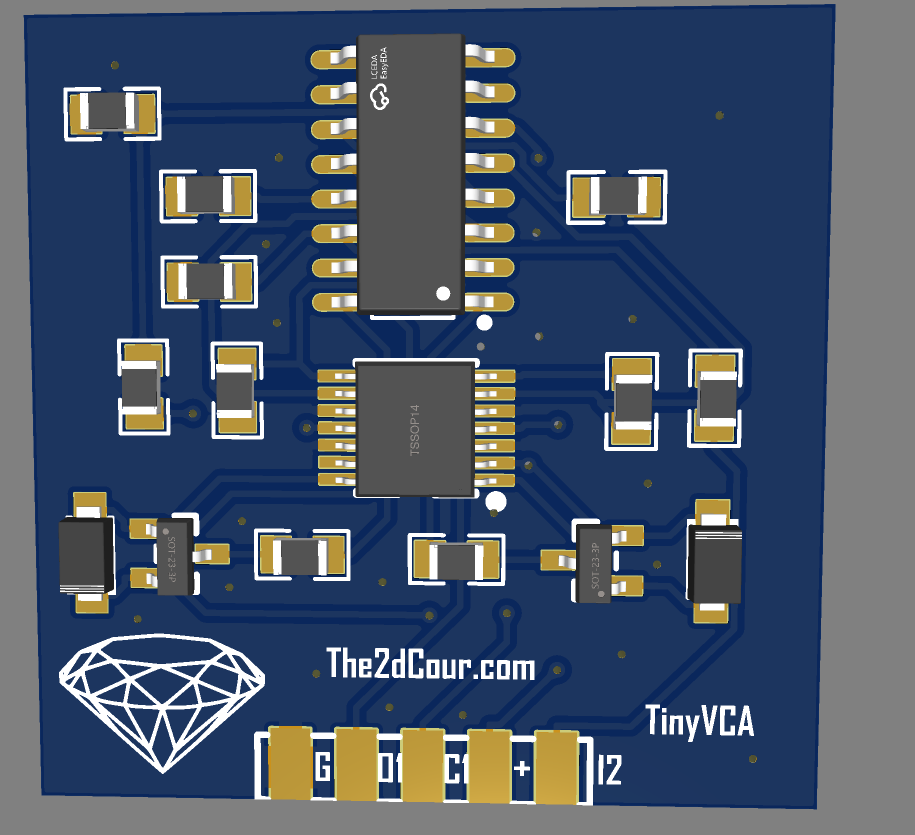 LCEDA
EasyEDA
TSSOP14
SOT-23-3P
SOT-23-3P
The2dCour.com
TinyVCA
G
+
I2